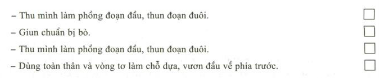 – Thu mình làm phồng đoạn đầu, thun đoạn đuôi.
– Giun chuẩn bị bò.
– Thu mình làm phồng đoạn đầu, thun đoạn đuôi.
– Dùng toàn thân và vòng tơ làm chỗ dựa, vươn đầu về phía trước.